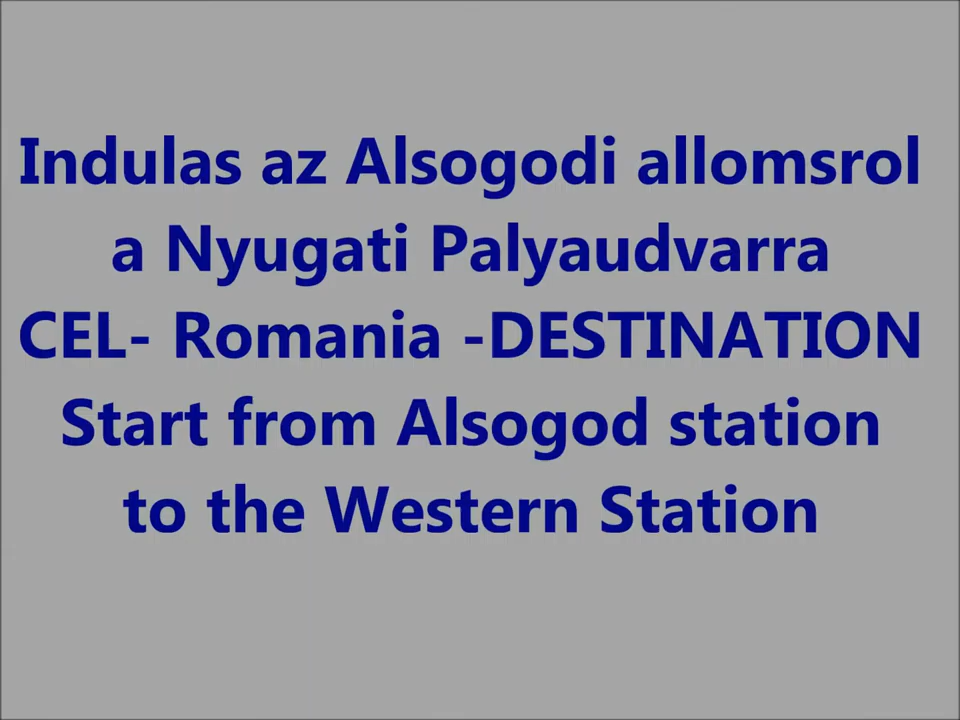 Indulas az Alsogodi allomsrol
a Nyugati Palyaudvarra
CEL- Romania -DESTINATION
Start from Alsogod station
to the Western Station